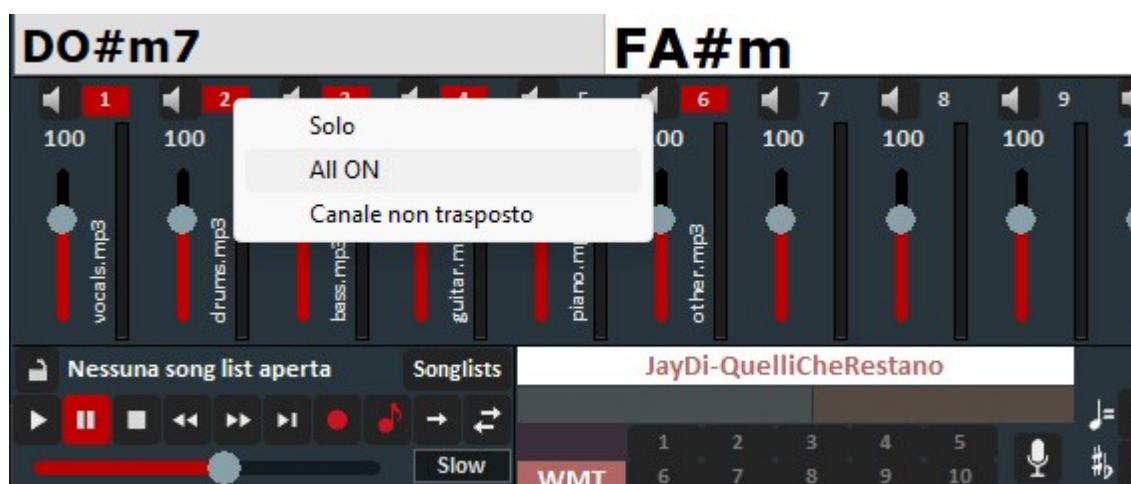 DO#m7 FA#m
1 2 3 4 5 6 7 8 9
100 100 00 100 100 100
Solo
All ON
Canale non trasposto
vocals.mp3
drums.mp3
bass.mp3
guitar.m
piano.m
other.mp3
Nessuna song list aperta Songlists
JayDi-QuelliCheRestano
Slow
WMT
1 2 3 4 5
6 7 8 9 10